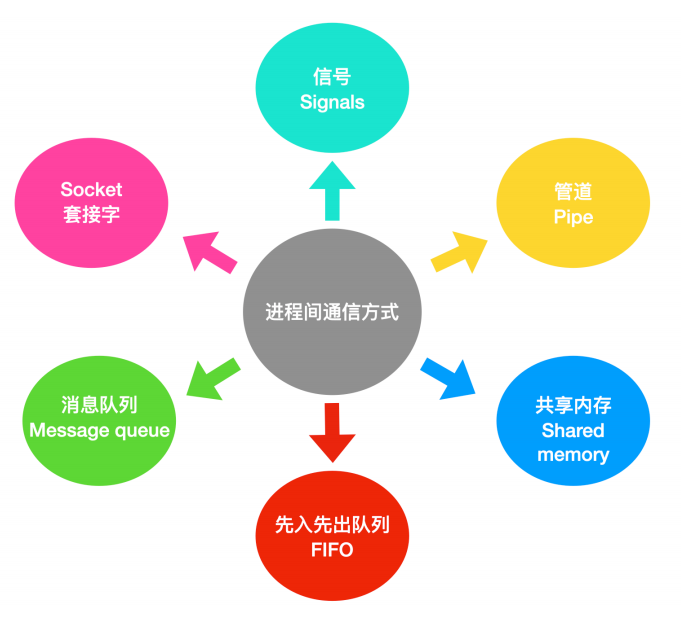 信号
Signals
Socket
套接字
管道
Pipe
进程间通信方式
消息队列
Message queue
共享内存
Shared
memory
先入先出队列
FIFO